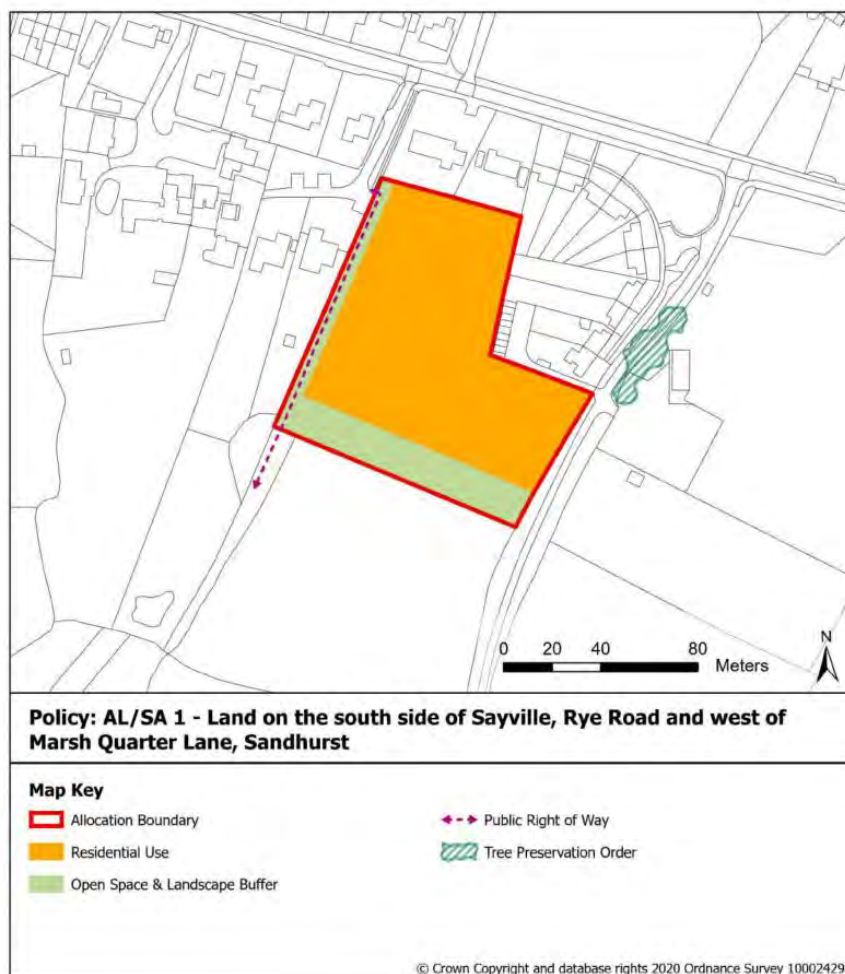 N
0 20 40 80
Meters
Policy: AL/SA 1 - Land on the south side of Sayville, Rye Road and west of
Marsh Quarter Lane, Sandhurst
Map Key
Allocation Boundary
Public Right of Way
Residential Use
Tree Preservation Order
Open Space & Landscape Buffer
© Crown Copyright and database rights 2020 Ordnance Survey 10002429